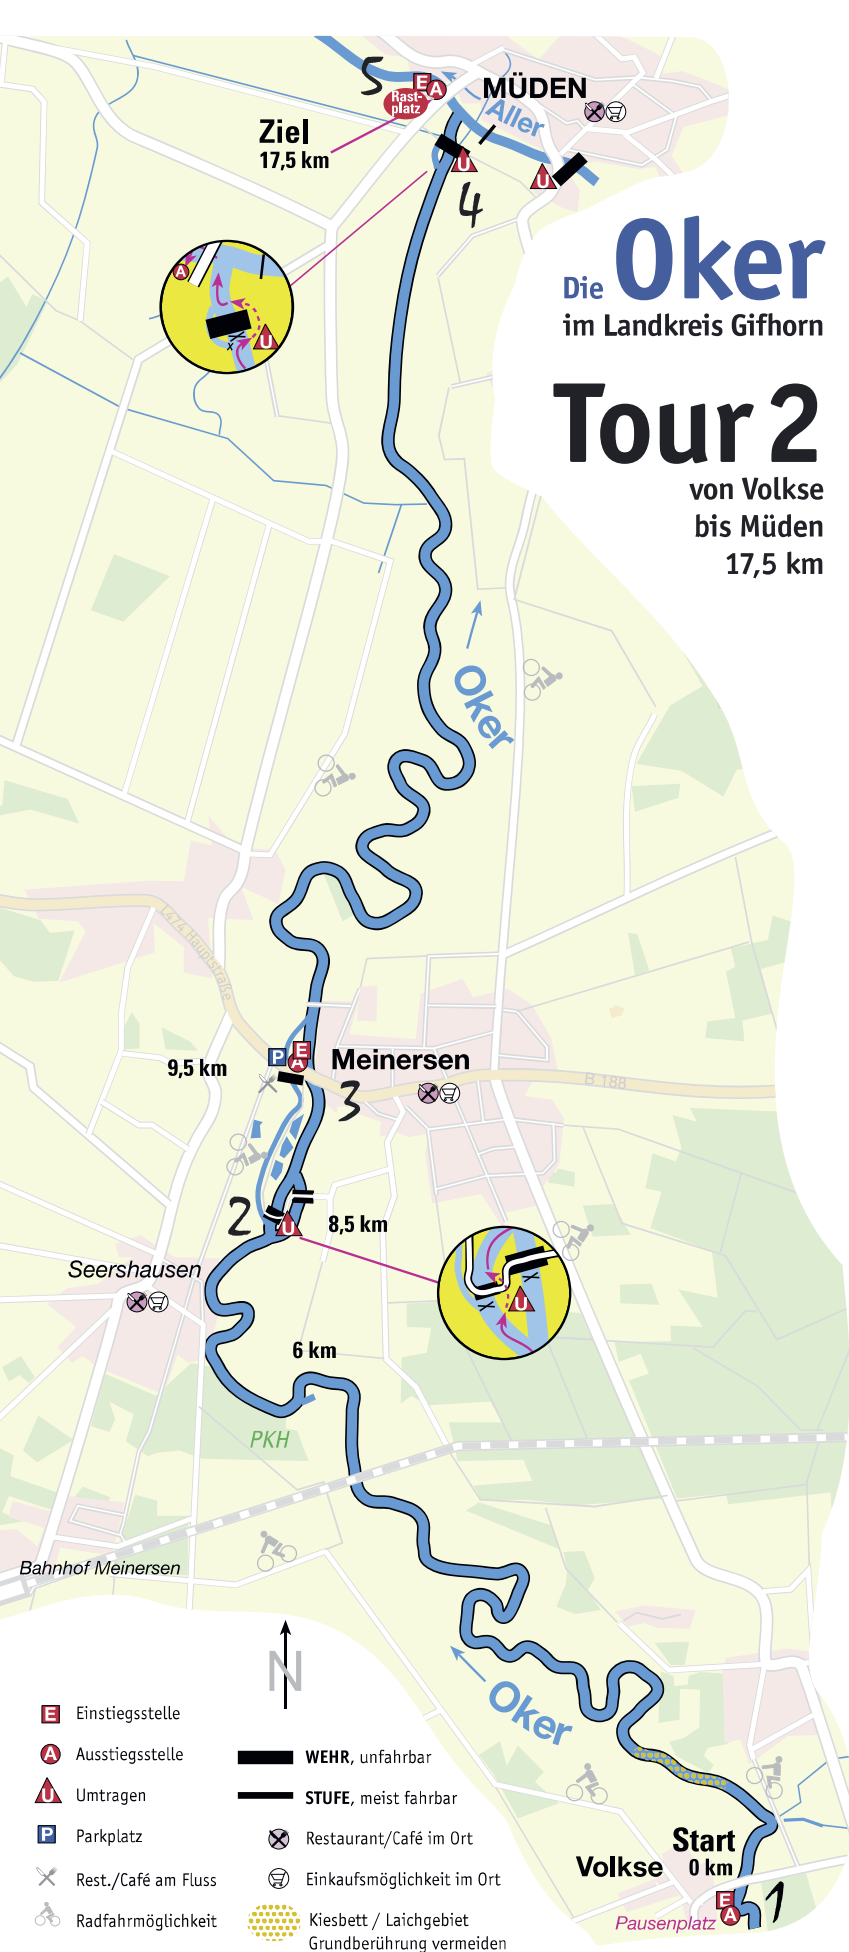 5
E
A
Rast-
platz
MÜDEN
Aller
Ziel
17,5 km
U
U
4
A
U
Die Oker
im Landkreis Gifhorn
Tour 2
von Volkse
bis Müden
17,5 km
Oker
L474 Hauptstraße
P
E
A
9,5 km
Meinersen
3
B 188
2
U
8,5 km
Seershausen
U
6 km
PKH
Bahnhof Meinersen
N
Oker
E Einstiegsstelle
A Ausstiegsstelle
U Umtragen
P Parkplatz
Rest./Café am Fluss
Radfahrmöglichkeit
WEHR, unfahrbar
STUFE, meist fahrbar
Restaurant/Café im Ort
Einkaufsmöglichkeit im Ort
Kiesbett / Laichgebiet
Grundberührung vermeiden
Start
Volkse 0 km
E
A
1
Pausenplatz